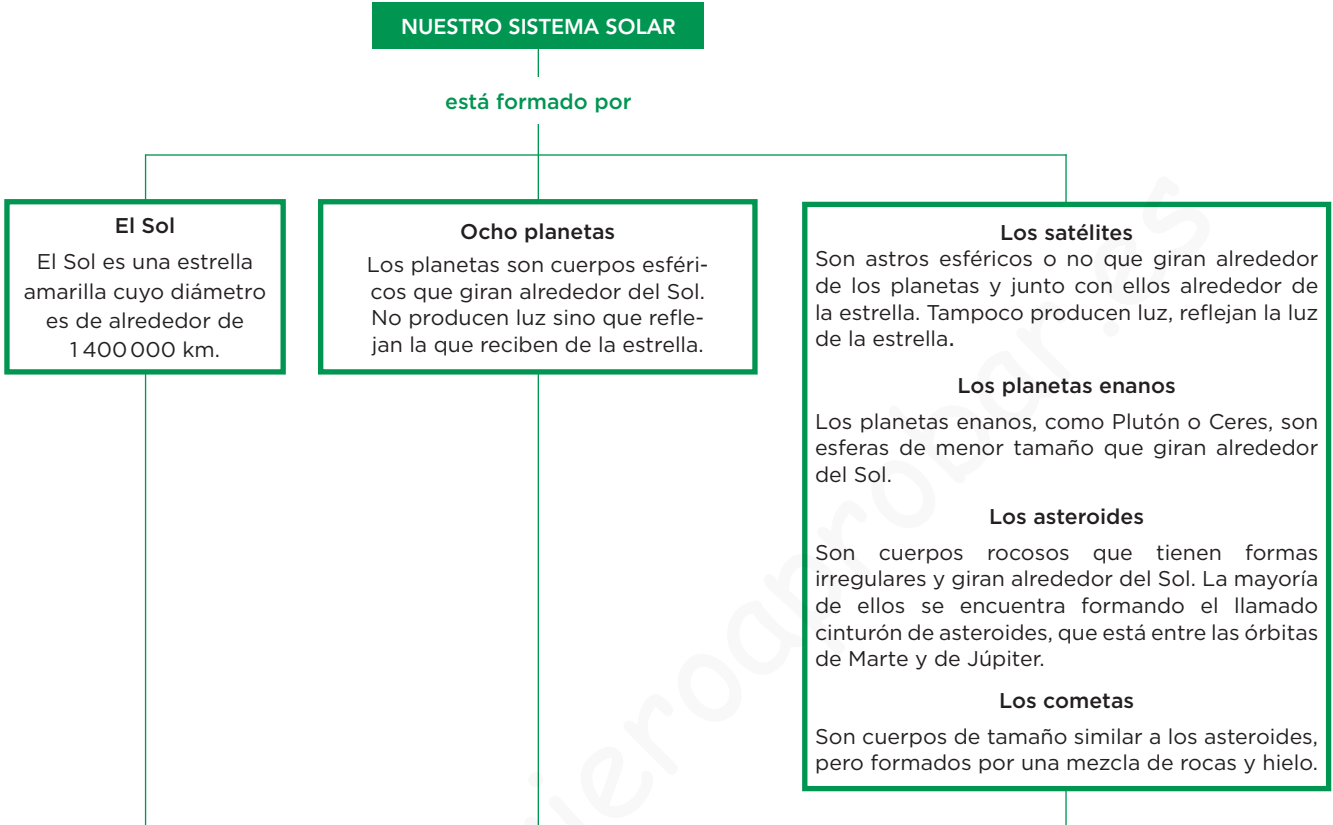 NUESTRO SISTEMA SOLAR
está formado por
El Sol
El Sol es una estrella
amarilla cuyo diámetro
es de alrededor de
1 400 000 km.
Ocho planetas
Los planetas son cuerpos esféri-
cos que giran alrededor del Sol.
No producen luz sino que refle-
jan la que reciben de la estrella.
Los satélites
Son astros esféricos o no que giran alrededor
de los planetas y junto con ellos alrededor de
la estrella. Tampoco producen luz, reflejan la luz
de la estrella.
Los planetas enanos
Los planetas enanos, como Plutón o Ceres, son
esferas de menor tamaño que giran alrededor
del Sol.
Los asteroides
Son cuerpos rocosos que tienen formas
irregulares y giran alrededor del Sol. La mayoría
de ellos se encuentra formando el llamado
cinturón de asteroides, que está entre las órbitas
de Marte y de Júpiter.
Los cometas
Son cuerpos de tamaño similar a los asteroides,
pero formados por una mezcla de rocas y hielo.
ieroaprobar.es